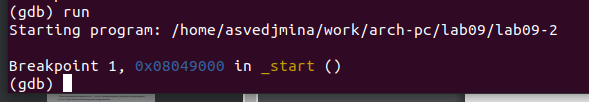 (gdb) run
Starting program: /home/asvedjmina/work/arch-pc/lab09/lab09-2
Breakpoint 1, 0x08049000 in _start ()
(gdb)